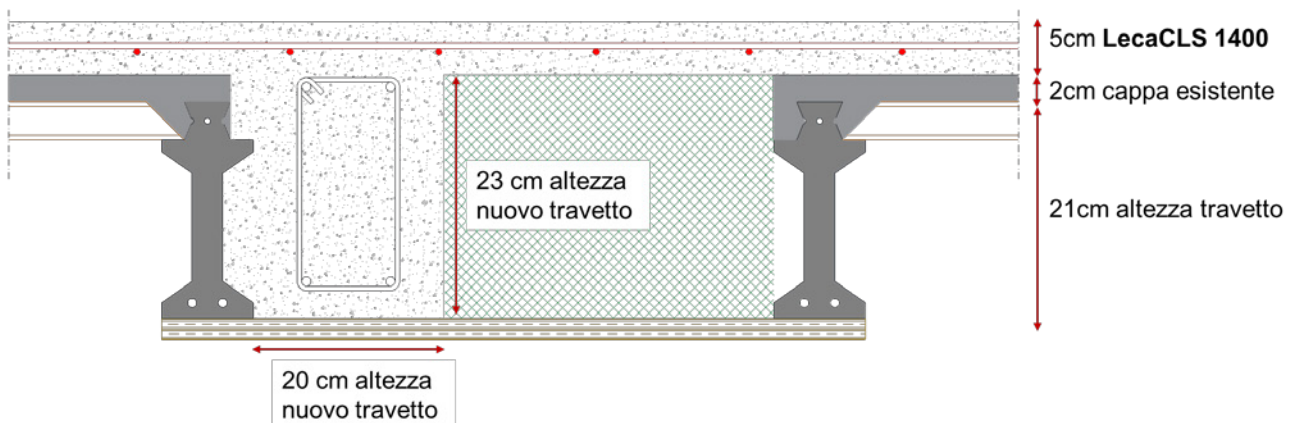 5cm LecaCLS 1400
2cm cappa esistente
23 cm altezza
nuovo travetto
21cm altezza travetto
20 cm altezza
nuovo travetto